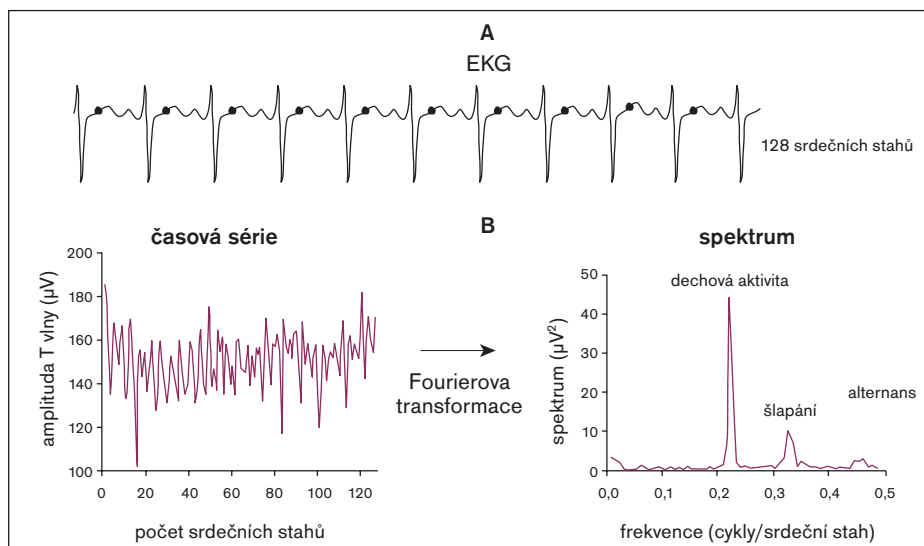 A
EKG
128 srdečních stahů
B
časová série
amplituda T vlny (µV)
200
180
160
140
120
100
0
20
40
60
80
100
120
počet srdečních stahů
Fourierova
transformace
spektrum
spektrum (µV²)
50
40
30
20
10
0
dechová aktivita
šlapání
alternans
0,0
0,2
0,3
0,4
0,5
frekvence (cykly/srdeční stah)